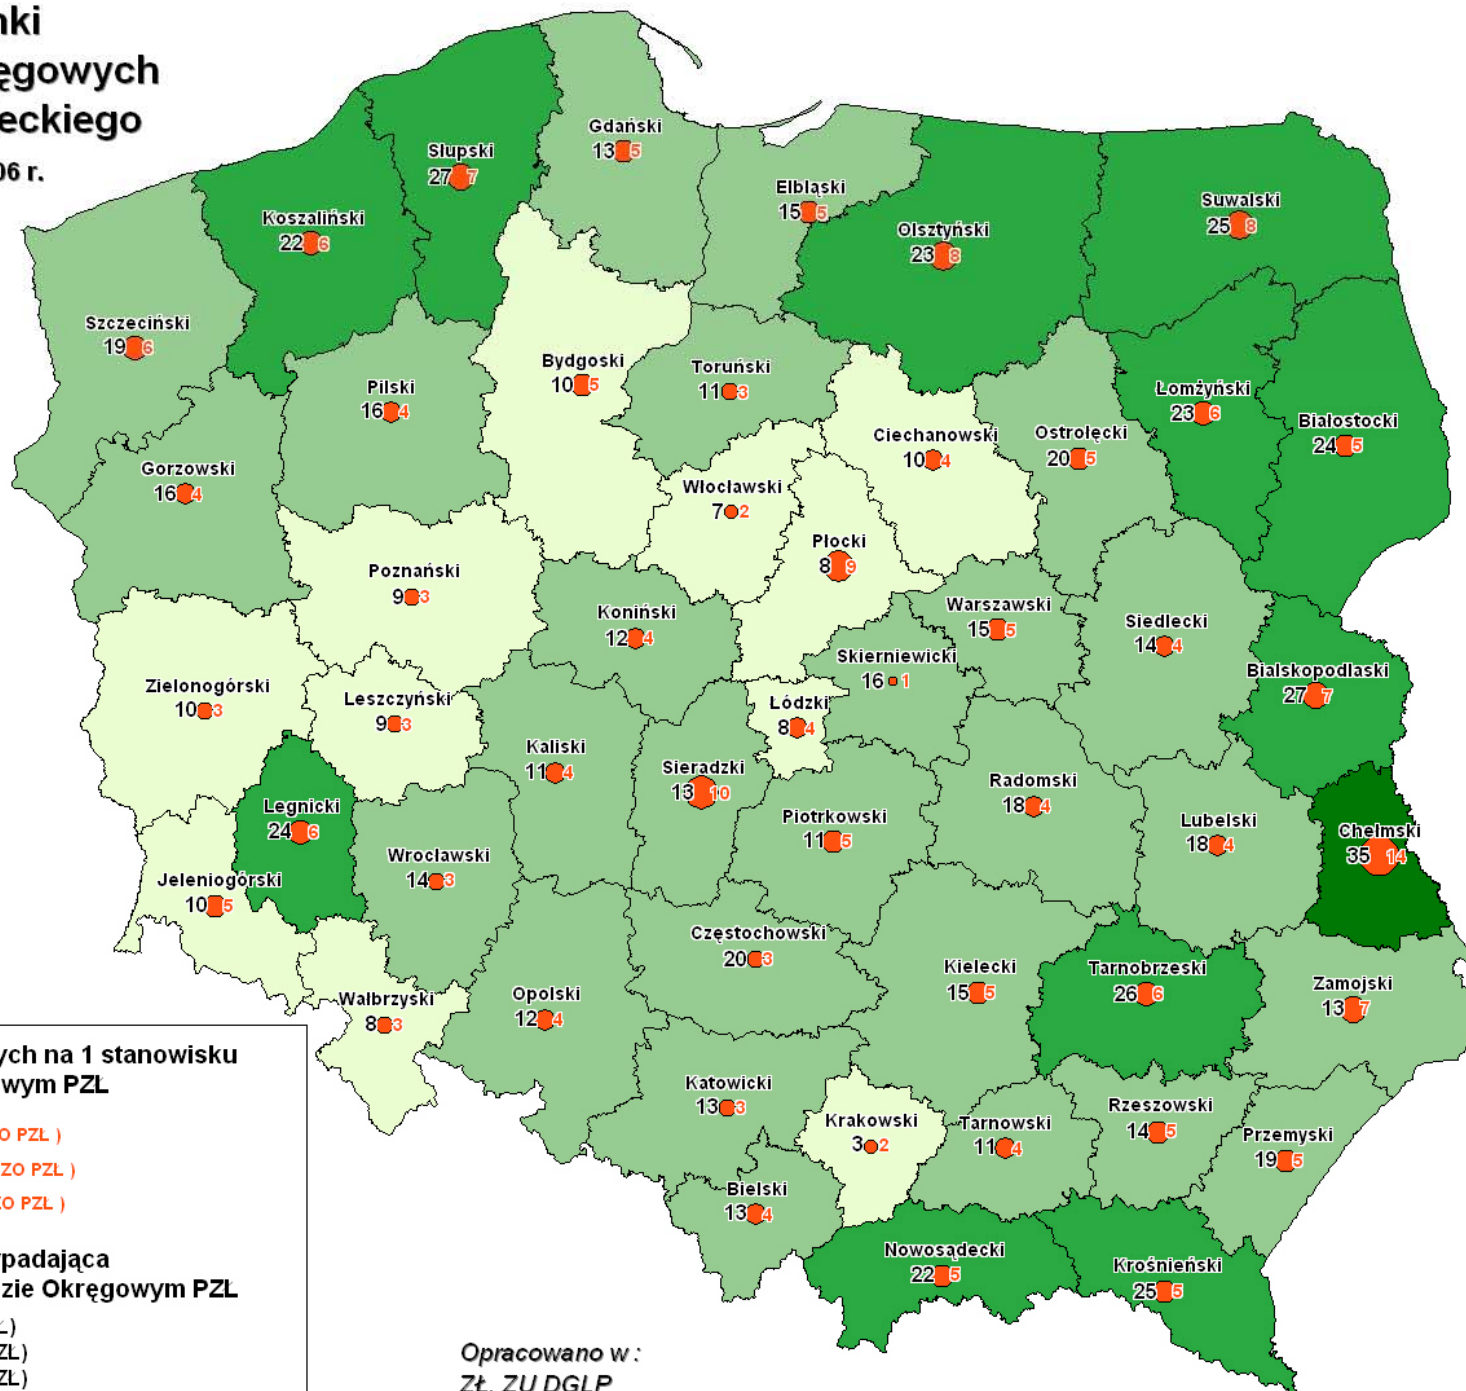 nki
ęgowych
eckiego
06 r.
Gdański
13 5
Słupski
27 7
Elbląski
15 5
Suwalski
25 8
Koszaliński
22 6
Olsztyński
23 8
Szczeciński
19 6
Bydgoski
10 5
Toruński
11 3
Pilski
16 4
Łomżyński
23 6
Białostocki
24 5
Ciechanowski
10 4
Ostrołęcki
20 5
Gorzowski
16 4
Włocławski
7 2
Płocki
8 9
Poznański
9 3
Koniński
12 4
Warszawski
15 5
Siedlecki
14 4
Skierniewicki
16 1
Bialskopodlaski
27 7
Zielonogórski
10 3
Leszczyński
9 3
Łódzki
8 4
Kaliski
11 4
Sieradzki
13 10
Radomski
18 4
Legnicki
24 6
Piotrkowski
11 5
Lubelski
18 4
Chełmski
35 14
Wrocławski
14 3
Jeleniogórski
10 5
Częstochowski
20 3
Kielecki
15 5
Tarnobrzeski
26 6
Zamojski
13 7
Wałbrzyski
8 3
Opolski
12 4
Katowicki
13 3
Krakowski
3 2
Tarnowski
11 4
Rzeszowski
14 5
Przemyski
19 5
Bielski
13 4
Nowosądecki
22 5
Krośnieński
25 5
ych na 1 stanowisku
wym PZŁ
O PZŁ )
ZO PZŁ )
ZO PZŁ )
ypadająca
zie Okręgowym PZŁ
Ł)
ZŁ)
ZŁ)
Opracowano w :
ZŁ, ZU DGLP